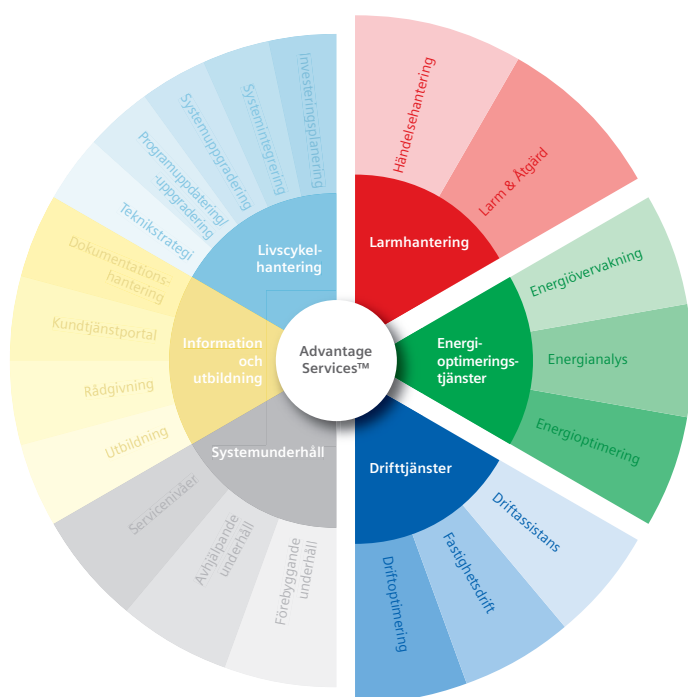 Advantage
Services™
Larmhantering
Händelsehantering
Larm & Åtgärd
Energi-
optimerings-
tjänster
Energiövervakning
Energianalys
Energioptimering
Drifttjänster
Driftassistans
Fastighetsdrift
Driftoptimering
Systemunderhåll
Förebyggande
underhåll
Avhjälpande
underhåll
Servicenivåer
Information
och
utbildning
Utbildning
Rådgivning
Kundtjänstportal
Dokumentations-
hantering
Livscykel-
hantering
Teknikstrategi
Programuppdatering/
-uppgradering
Systemuppgradering
Systemintegrering
Investeringsplanering